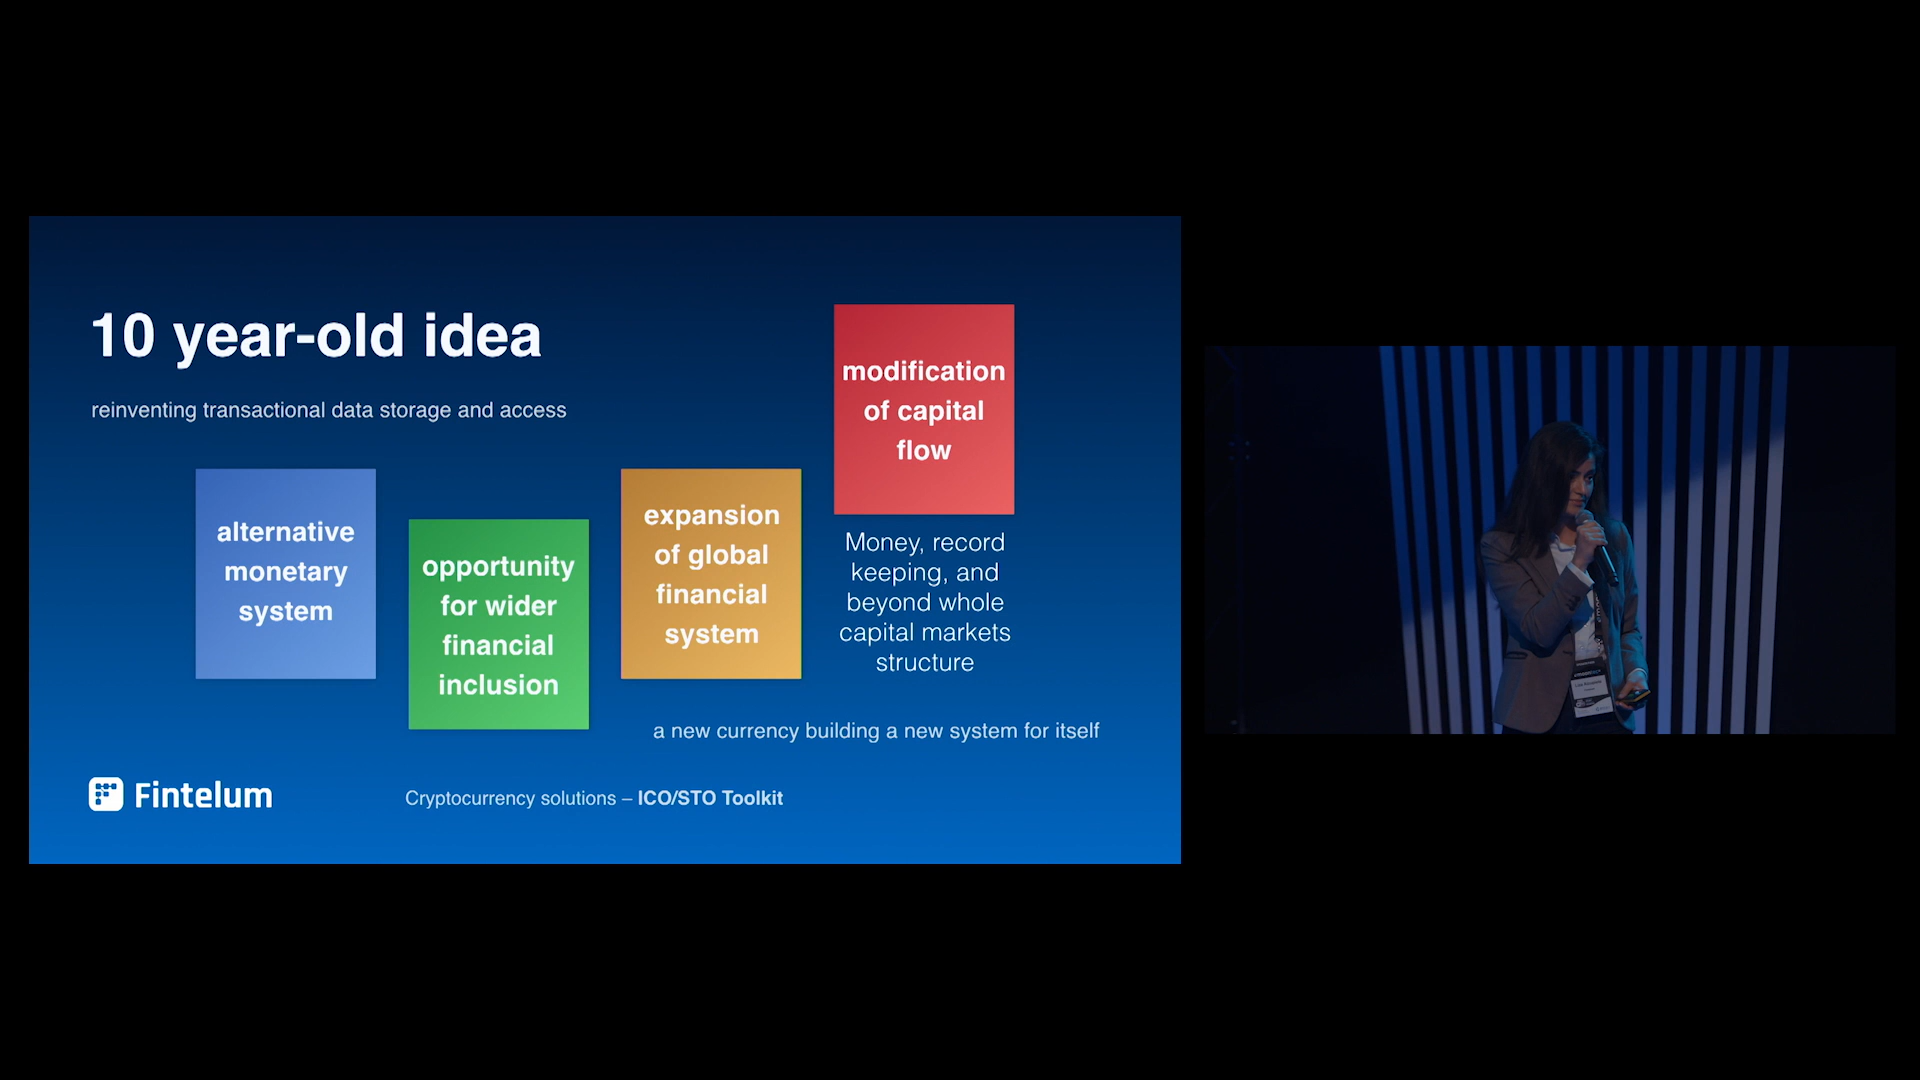 10 year-old idea
reinventing transactional data storage and access
alternative
monetary
system
opportunity
for wider
financial
inclusion
expansion
of global
financial
system
modification
of capital
flow
Money, record
keeping, and
beyond whole
capital markets
structure
a new currency building a new system for itself
Fintelum
Cryptocurrency solutions – ICO/STO Toolkit